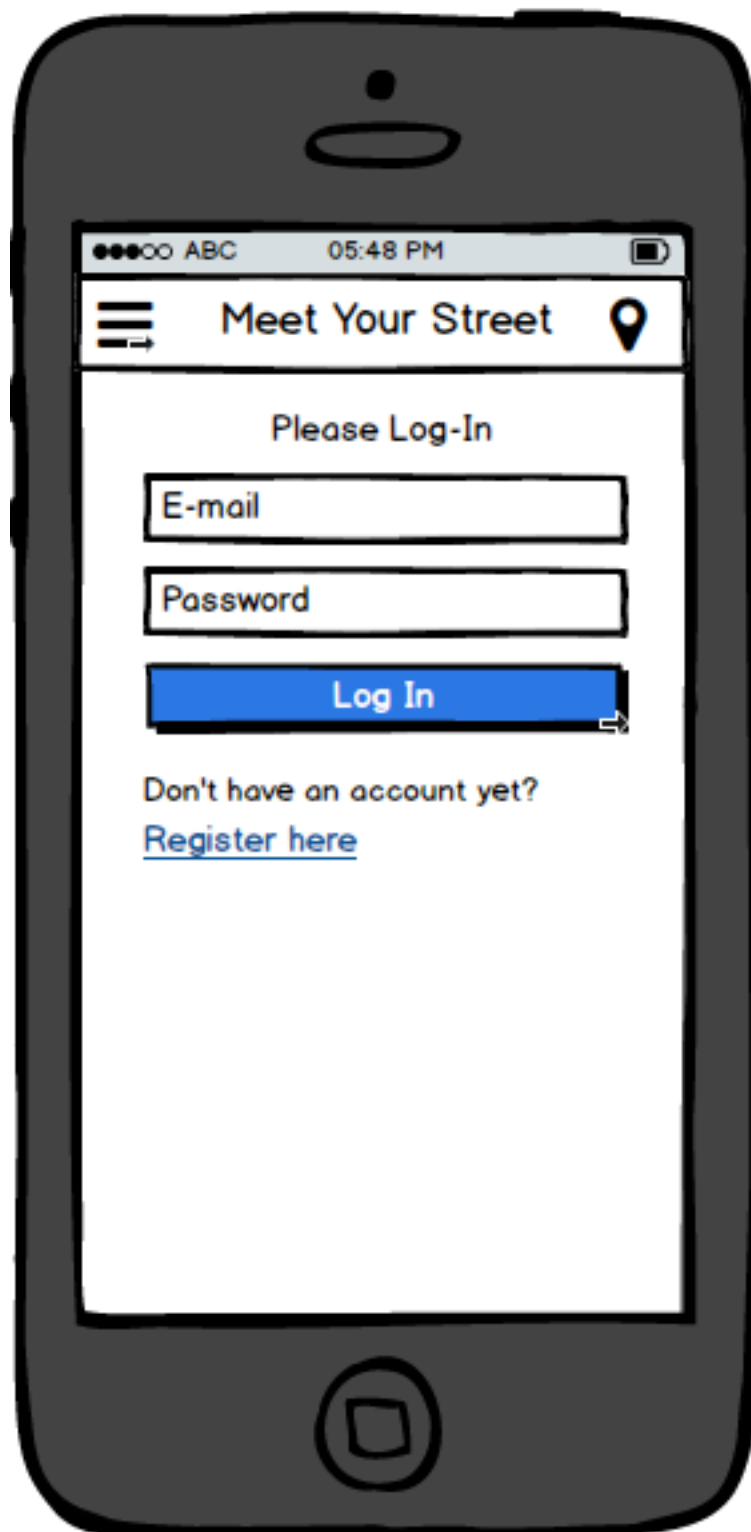 ABC 05:48 PM
Meet Your Street
Please Log-In
E-mail
Password
Log In
Don't have an account yet?
Register here